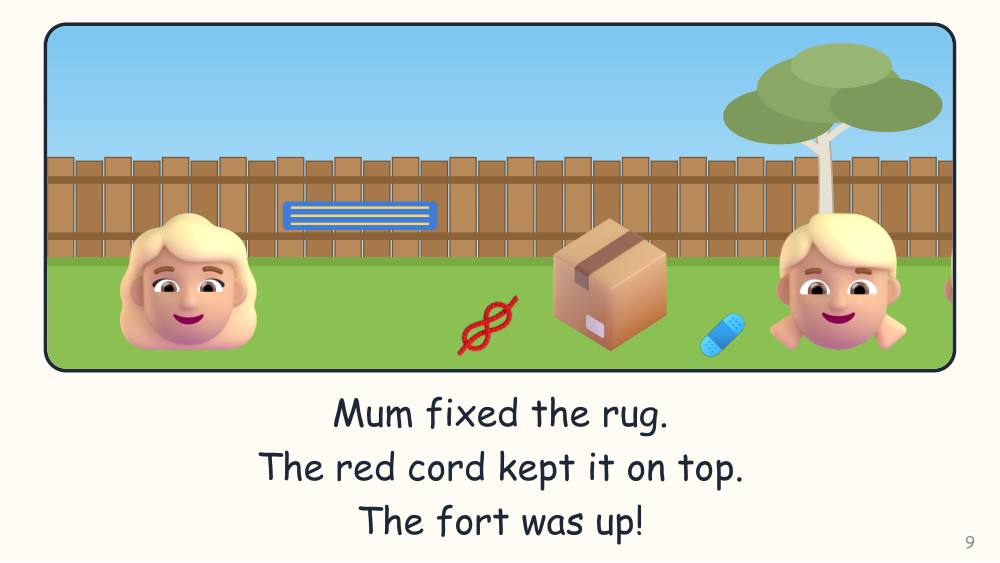 Mum fixed the rug.
The red cord kept it on top.
The fort was up!
9